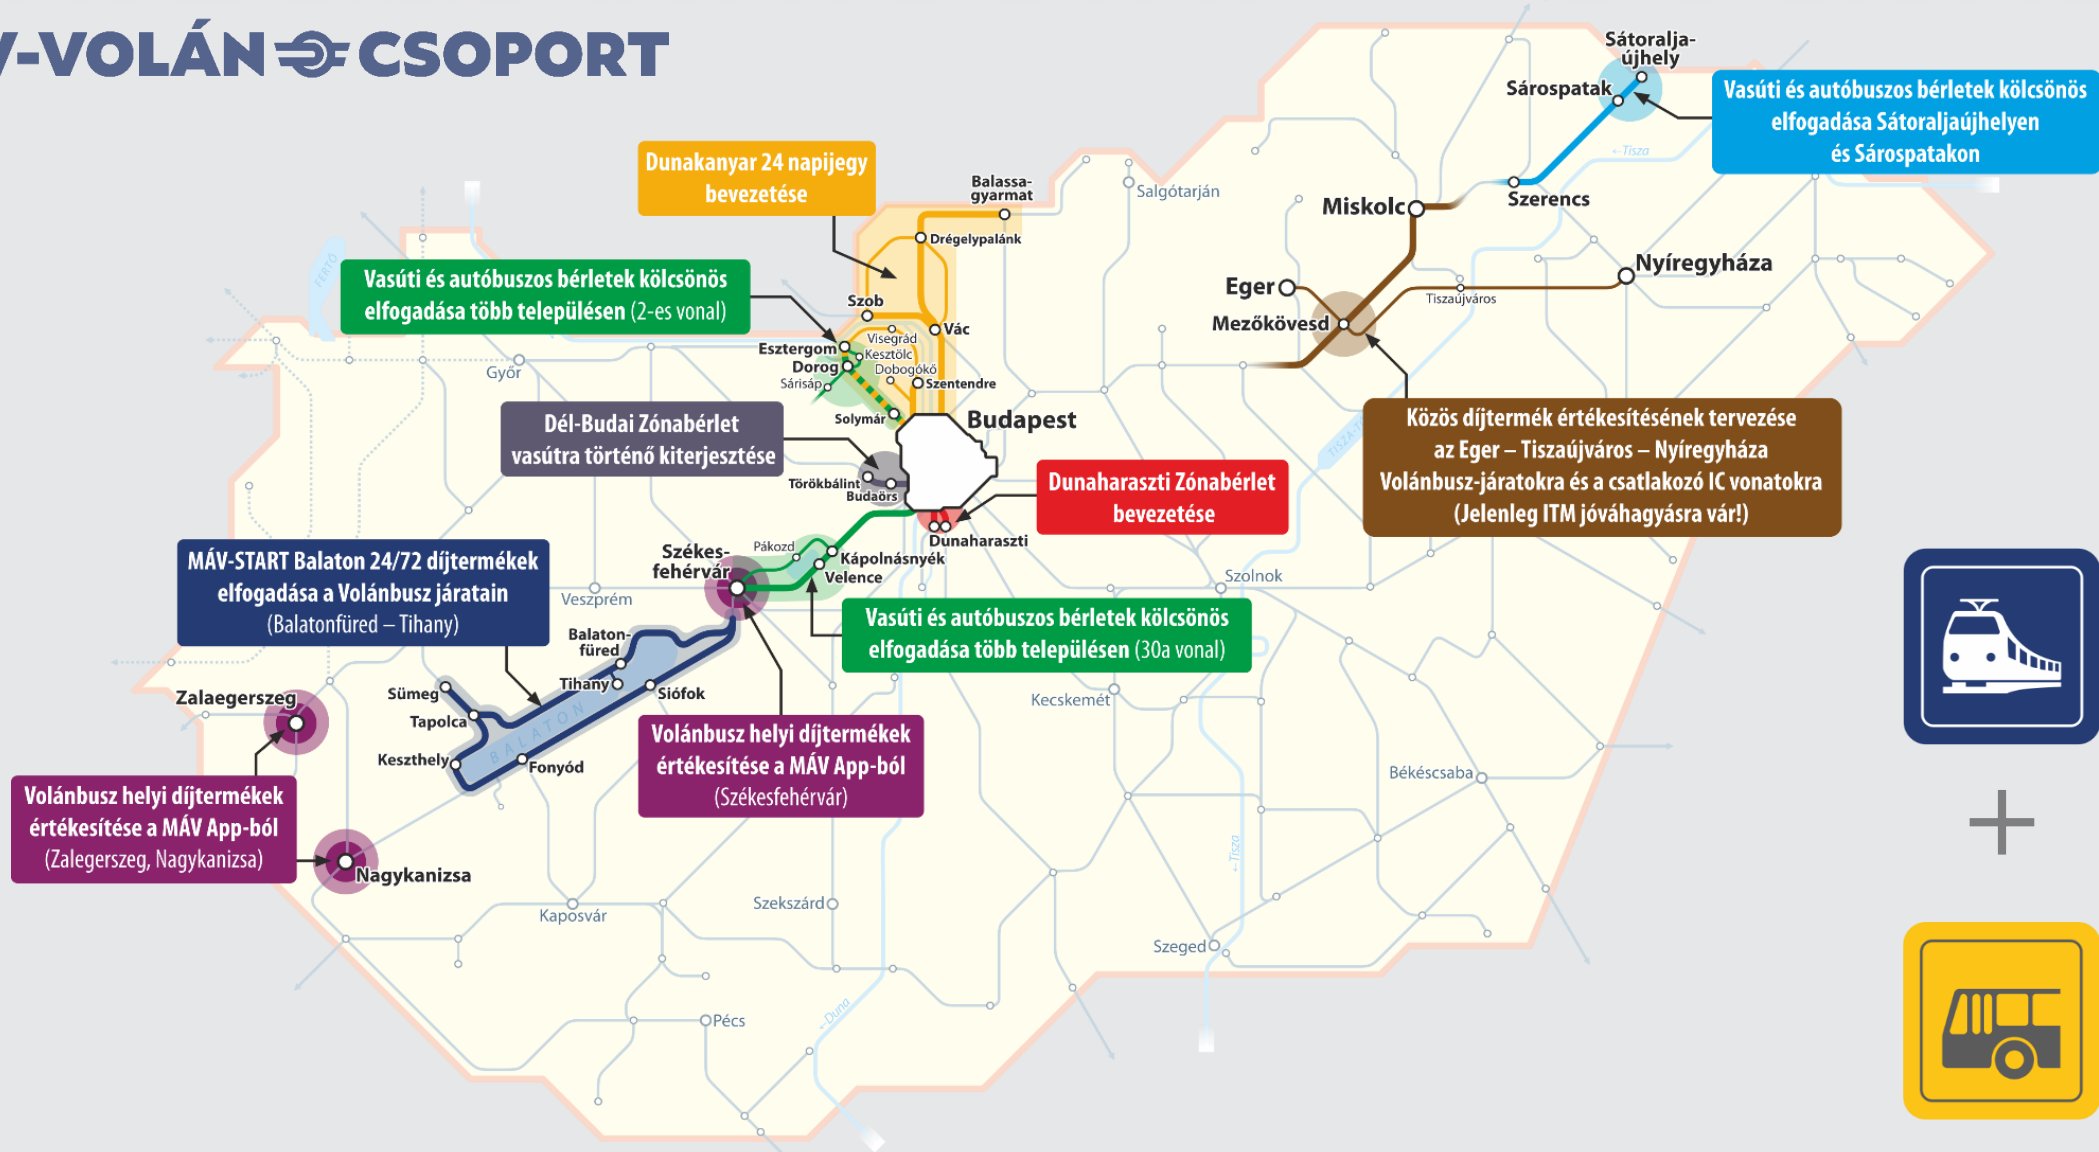 V-VOLÁN CSOPORT
Sátoralja-
újhely
Sárospatak
Vasúti és autóbuszos bérletek kölcsönös
elfogadása Sátoraljaújhelyen
és Sárospatakon
Dunakanyar 24 napijegy
bevezetése
Balassa-
gyarmat
Salgótarján
←Tisza
Szerencs
Miskolc
Drégelypalánk
FERTŐ
Vasúti és autóbuszos bérletek kölcsönös
elfogadása több településen (2-es vonal)
Nyíregyháza
Eger
Tiszaújváros
Szob
Mezőkövesd
Vác
Visegrád
Esztergom
Kesztölc
Dorog
Dobogókő
Győr
Sárisáp
Szentendre
Solymár
Budapest
Dél-Budai Zónabérlet
vasútra történő kiterjesztése
Közös díjtermék értékesítésének tervezése
az Eger – Tiszaújváros – Nyíregyháza
Volánbusz-járatokra és a csatlakozó IC vonatokra
(Jelenleg ITM jóváhagyásra vár!)
Törökbálint
Budaörs
Dunaharaszti Zónabérlet
bevezetése
Dunaharaszti
Pákozd
Székes-
fehérvár
Kápolnásnyék
Velence
MÁV-START Balaton 24/72 díjtermékek
elfogadása a Volánbusz járatain
(Balatonfüred – Tihany)
Veszprém
Szolnok
Vasúti és autóbuszos bérletek kölcsönös
elfogadása több településen (30a vonal)
Balaton-
füred
Tihany
Siófok
Sümeg
Tapolca
Zalaegerszeg
Kecskemét
BALATON
Keszthely
Fonyód
Volánbusz helyi díjtermékek
értékesítése a MÁV App-ból
(Székesfehérvár)
Békéscsaba
Volánbusz helyi díjtermékek
értékesítése a MÁV App-ból
(Zalegerszeg, Nagykanizsa)
←Tisza
Nagykanizsa
Kaposvár
Szekszárd
Szeged
←Duna
Pécs